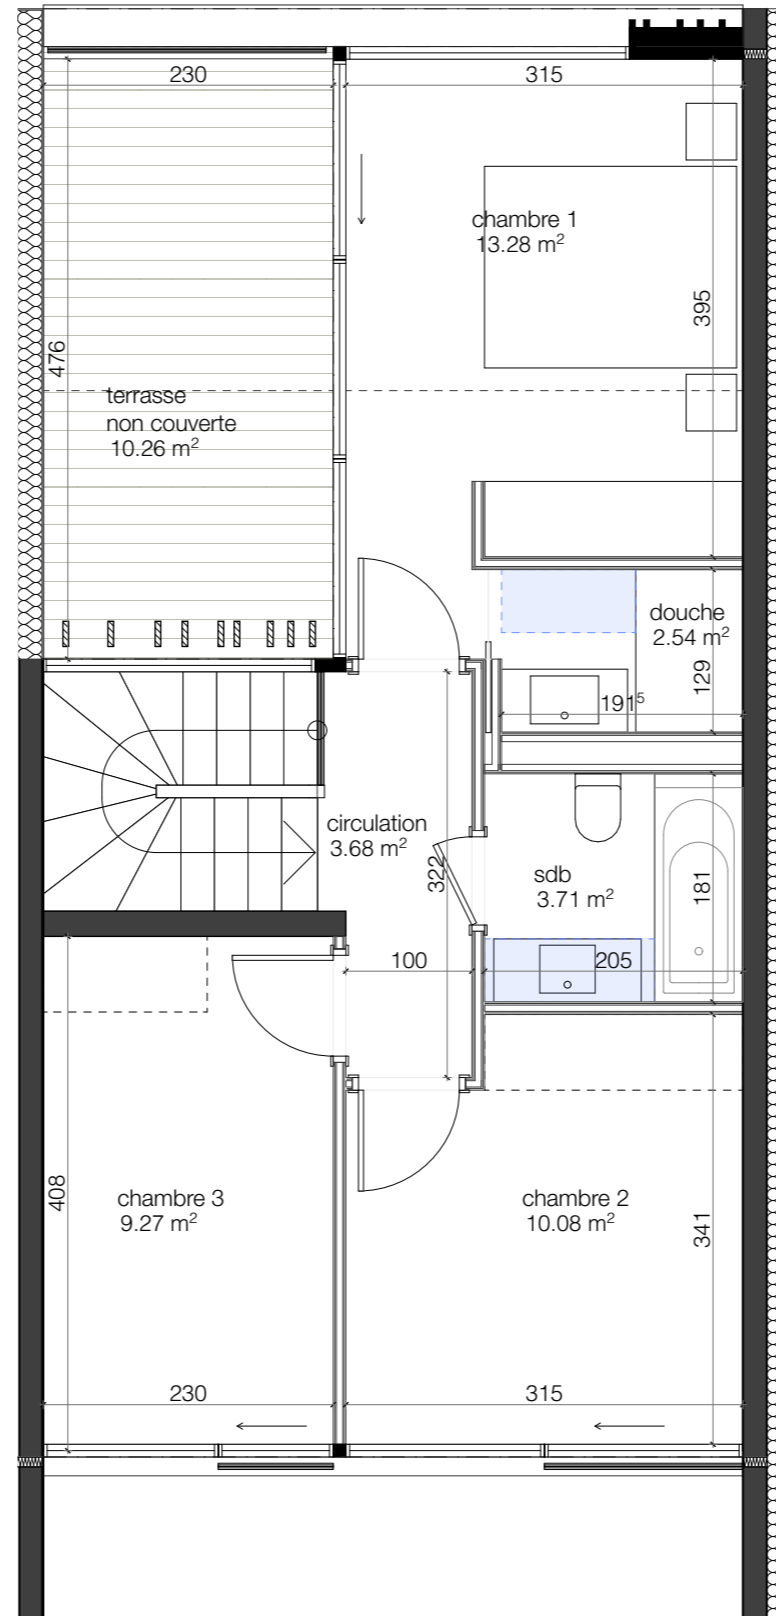 230
315
chambre 1
13.28 m²
395
476
terrasse
non couverte
10.26 m²
douche
2.54 m²
129
191⁵
circulation
3.68 m²
322
sdb
3.71 m²
181
100
205
408
chambre 3
9.27 m²
chambre 2
10.08 m²
341
230
315